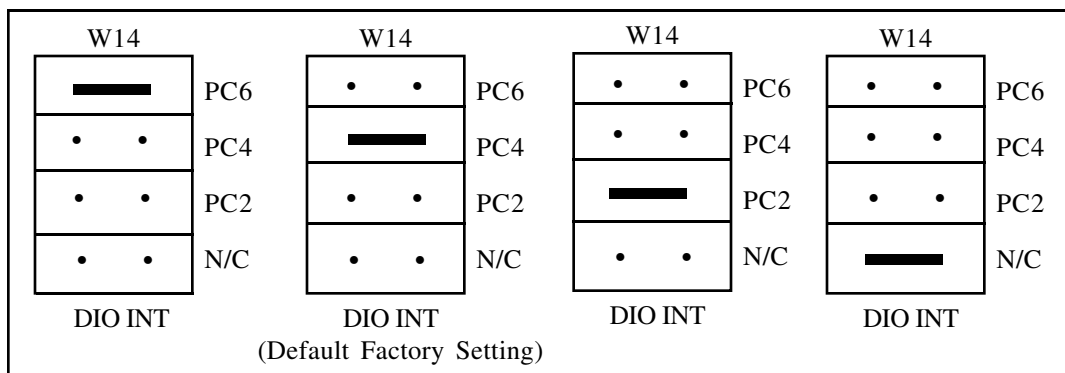 W14 W14 W14 W14
PC6 PC6 PC6 PC6
PC4 PC4 PC4 PC4
PC2 PC2 PC2 PC2
N/C N/C N/C N/C
DIO INT DIO INT DIO INT DIO INT
(Default Factory Setting)